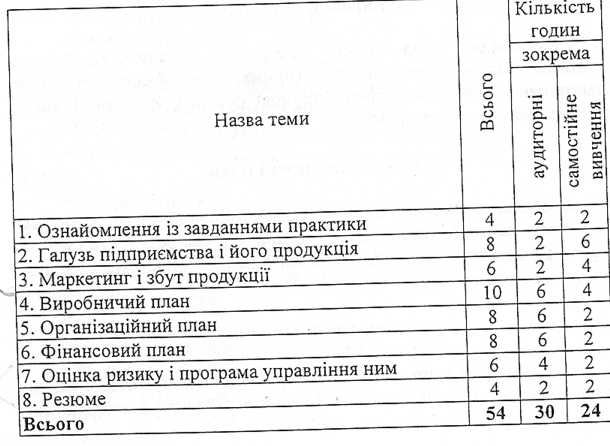 Назва теми
Всього
Кількість
годин
зокрема
аудиторні
самостійне
вивчення
1. Ознайомлення із завданнями практики 4 2 2
2. Галузь підприємства і його продукція 8 2 6
3. Маркетинг і збут продукції 6 2 4
4. Виробничий план 10 6 4
5. Організаційний план 8 6 2
6. Фінансовий план 8 6 2
7. Оцінка ризику і програма управління ним 6 4 2
8. Резюме 4 2 2
Всього 54 30 24